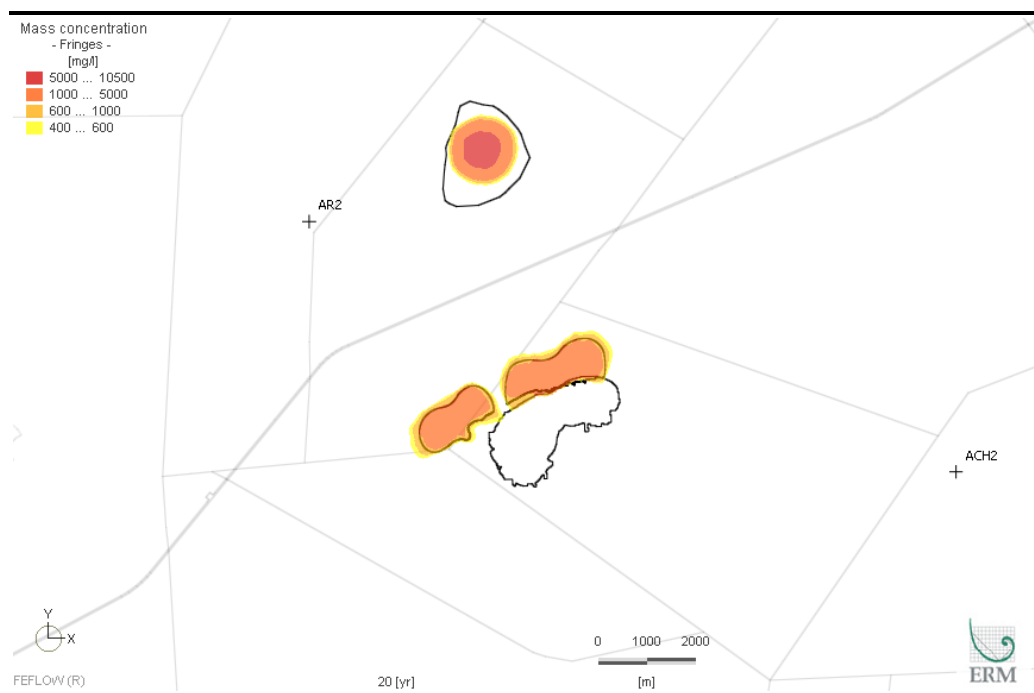 Mass concentration
- Fringes -
[mg/l]
5000 ... 10500
1000 ... 5000
600 ... 1000
400 ... 600
AR2
ACH2
Y
X
0 1000 2000
FEFLOW (R)
20 [yr]
[m]
ERM